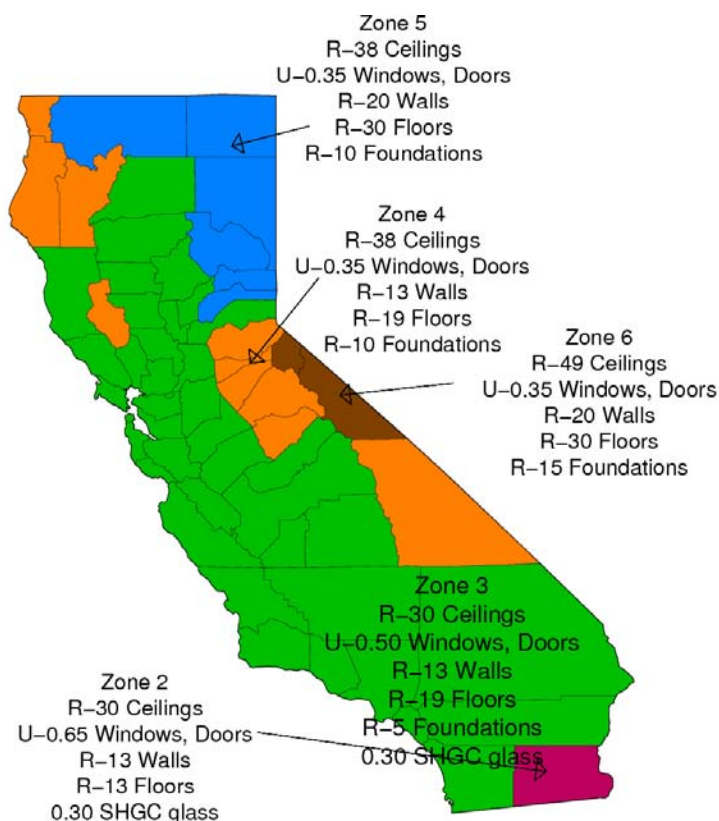 Zone 5
R−38 Ceilings
U−0.35 Windows, Doors
R−20 Walls
R−30 Floors
R−10 Foundations
Zone 4
R−38 Ceilings
U−0.35 Windows, Doors
R−13 Walls
R−19 Floors
R−10 Foundations
Zone 6
R−49 Ceilings
U−0.35 Windows, Doors
R−20 Walls
R−30 Floors
R−15 Foundations
Zone 3
R−30 Ceilings
U−0.50 Windows, Doors
R−13 Walls
R−19 Floors
R−5 Foundations
0.30 SHGC glass
Zone 2
R−30 Ceilings
U−0.65 Windows, Doors
R−13 Walls
R−13 Floors
0.30 SHGC glass